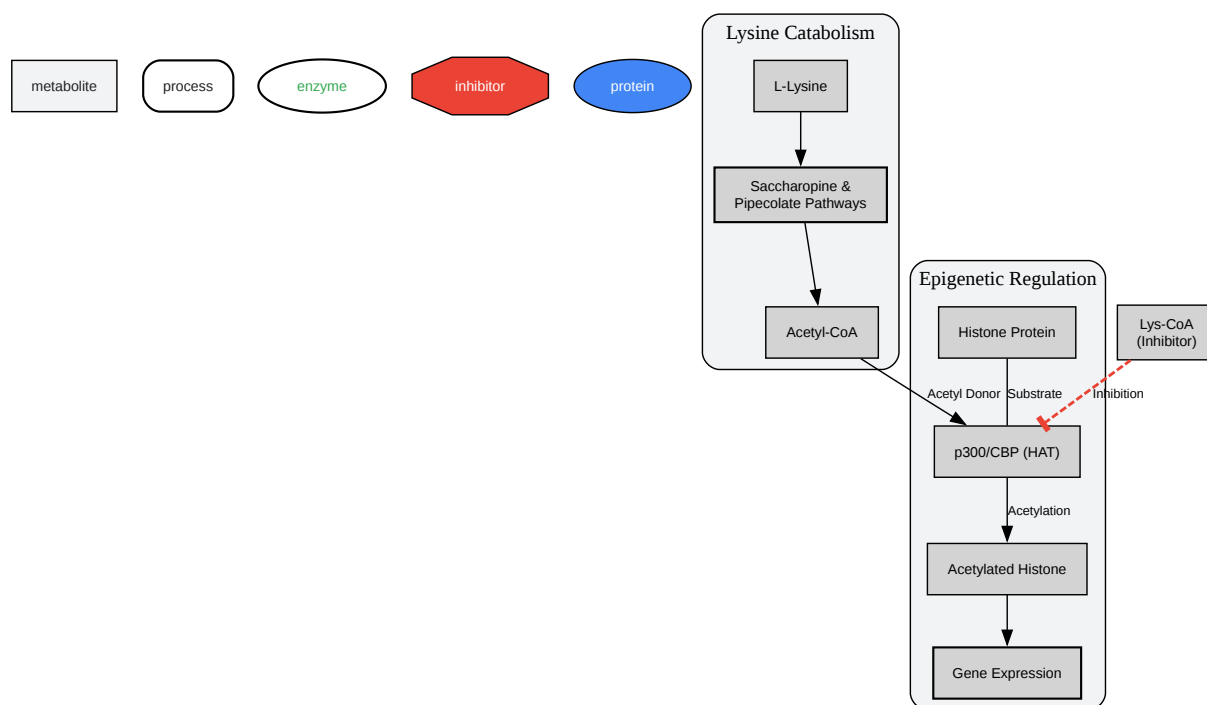 metabolite
process
enzyme
inhibitor
protein
Lysine Catabolism
L-Lysine
Saccharopine &
Pipecolate Pathways
Acetyl-CoA
Epigenetic Regulation
Histone Protein
Lys-CoA
(Inhibitor)
Acetyl Donor
Substrate
Inhibition
p300/CBP (HAT)
Acetylation
Acetylated Histone
Gene Expression